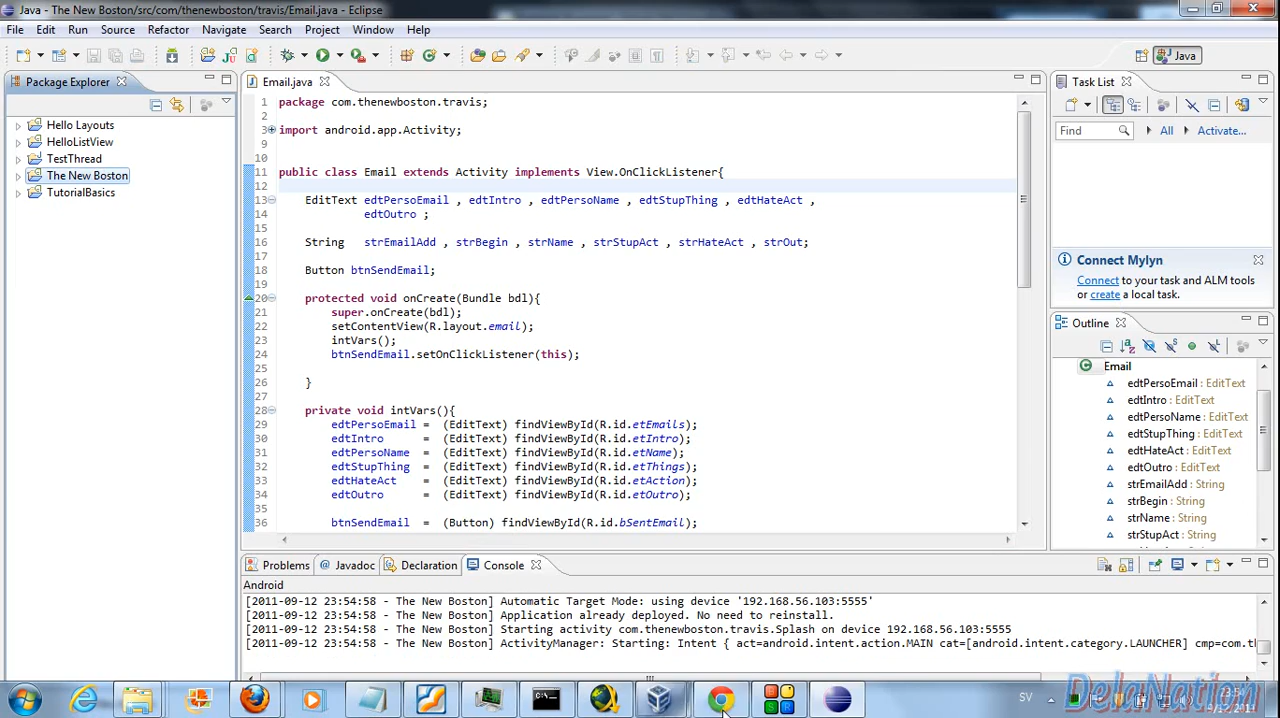 Java - The New Boston/src/com/thenewboston/travis/Email.java - Eclipse
File Edit Run Source Refactor Navigate Search Project Window Help
Java
Package Explorer
Hello Layouts
HelloListView
TestThread
The New Boston
TutorialBasics
Email.java
1 package com.thenewboston.travis;
2
3 import android.app.Activity;
9
10
11 public class Email extends Activity implements View.OnClickListener{
12
13 EditText edtPersoEmail , edtIntro , edtPersoName , edtStupThing , edtHateAct ,
14 edtOutro ;
15
16 String strEmailAdd , strBegin , strName , strStupAct , strHateAct , strOut;
17
18 Button btnSendEmail;
19
20 protected void onCreate(Bundle bdl){
21 super.onCreate(bdl);
22 setContentView(R.layout.email);
23 intVars();
24 btnSendEmail.setOnClickListener(this);
25
26 }
27
28 private void intVars(){
29 edtPersoEmail = (EditText) findViewById(R.id.etEmails);
30 edtIntro = (EditText) findViewById(R.id.etIntro);
31 edtPersoName = (EditText) findViewById(R.id.etName);
32 edtStupThing = (EditText) findViewById(R.id.etThings);
33 edtHateAct = (EditText) findViewById(R.id.etAction);
34 edtOutro = (EditText) findViewById(R.id.etOutro);
35
36 btnSendEmail = (Button) findViewById(R.id.bSentEmail);
Task List
Find All Activate...
Connect Mylyn
Connect to your task and ALM tools
or create a local task.
Outline
Email
edtPersoEmail : EditText
edtIntro : EditText
edtPersoName : EditText
edtStupThing : EditText
edtHateAct : EditText
edtOutro : EditText
strEmailAdd : String
strBegin : String
strName : String
strStupAct : String
Problems Javadoc Declaration Console
Android
[2011-09-12 23:54:58 - The New Boston] Automatic Target Mode: using device '192.168.56.103:5555'
[2011-09-12 23:54:58 - The New Boston] Application already deployed. No need to reinstall.
[2011-09-12 23:54:58 - The New Boston] Starting activity com.thenewboston.travis.Splash on device 192.168.56.103:5555
[2011-09-12 23:54:58 - The New Boston] ActivityManager: Starting: Intent { act=android.intent.action.MAIN cat=[android.intent.category.LAUNCHER] cmp=com.th
SV
DelaNation